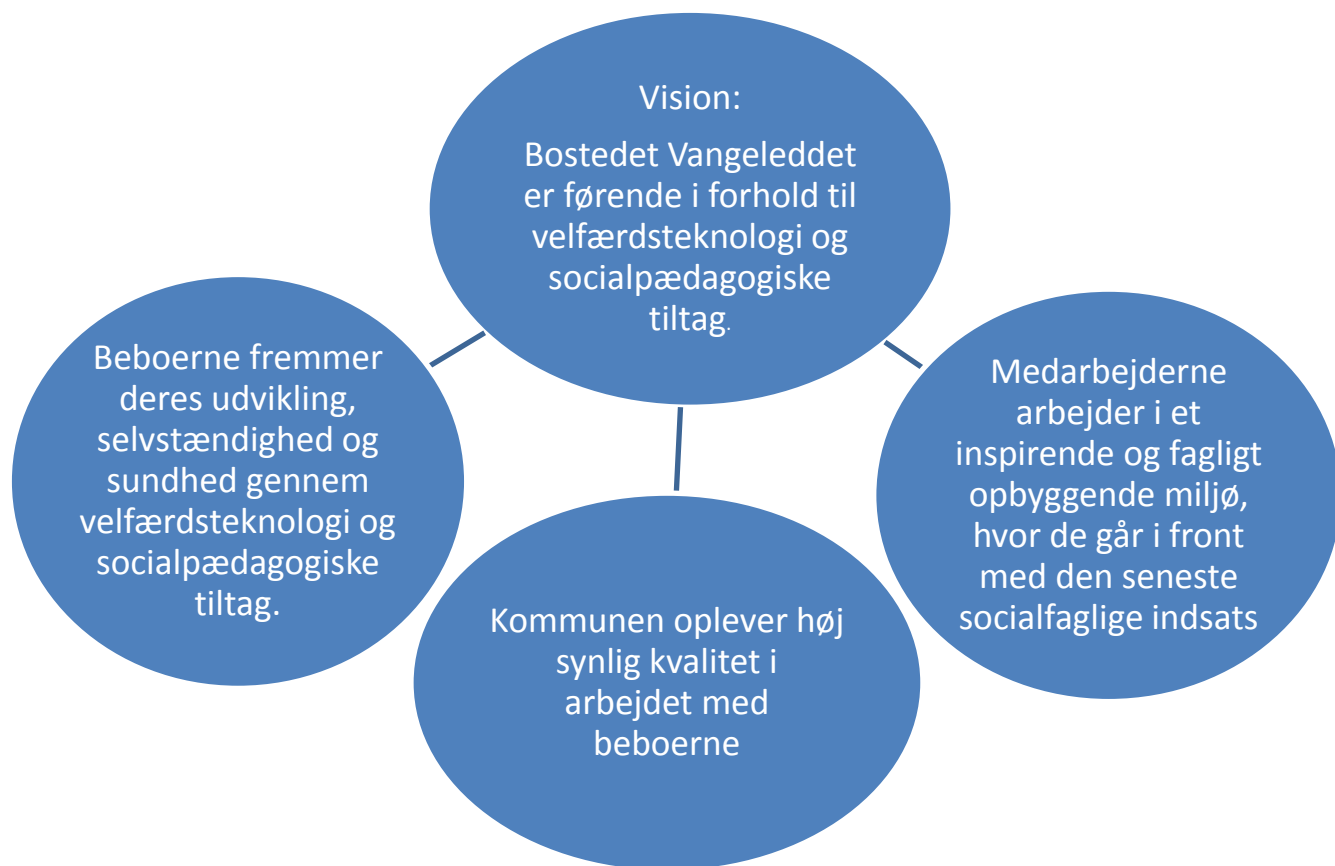 Vision:
Bostedet Vangeleddet
er førende i forhold til
velfærdsteknologi og
socialpædagogiske
tiltag.
Beboerne fremmer
deres udvikling,
selvstændighed og
sundhed gennem
velfærdsteknologi og
socialpædagogiske
tiltag.
Kommunen oplever høj
synlig kvalitet i
arbejdet med
beboerne
Medarbejderne
arbejder i et
inspirende og fagligt
opbyggende miljø,
hvor de går i front
med den seneste
socialfaglige indsats